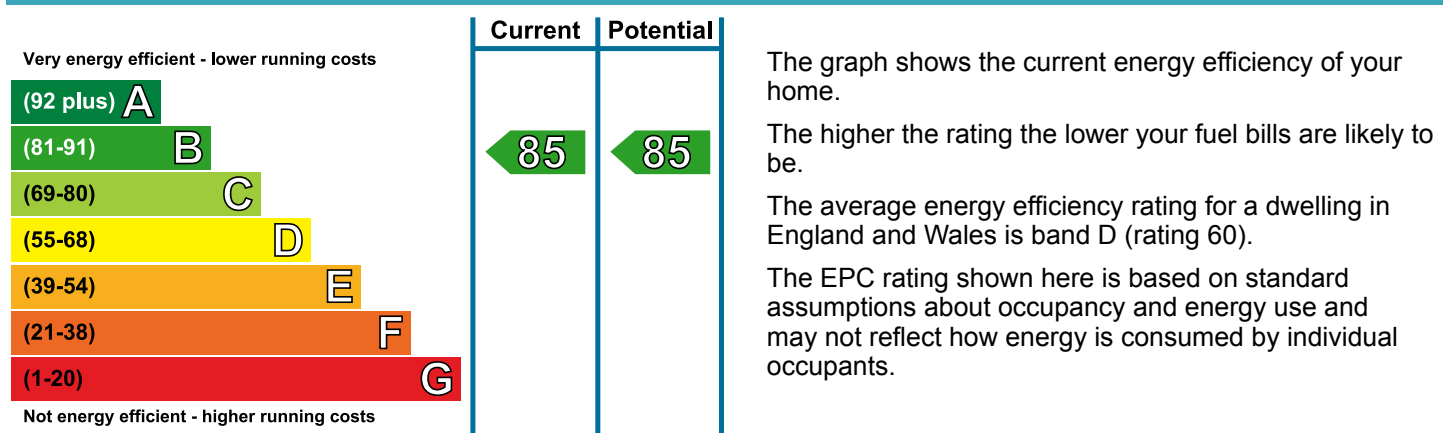 Current Potential
Very energy efficient - lower running costs
(92 plus) A
(81-91) B
85 85
(69-80) C
(55-68) D
(39-54) E
(21-38) F
(1-20) G
Not energy efficient - higher running costs
The graph shows the current energy efficiency of your
home.
The higher the rating the lower your fuel bills are likely to
be.
The average energy efficiency rating for a dwelling in
England and Wales is band D (rating 60).
The EPC rating shown here is based on standard
assumptions about occupancy and energy use and
may not reflect how energy is consumed by individual
occupants.